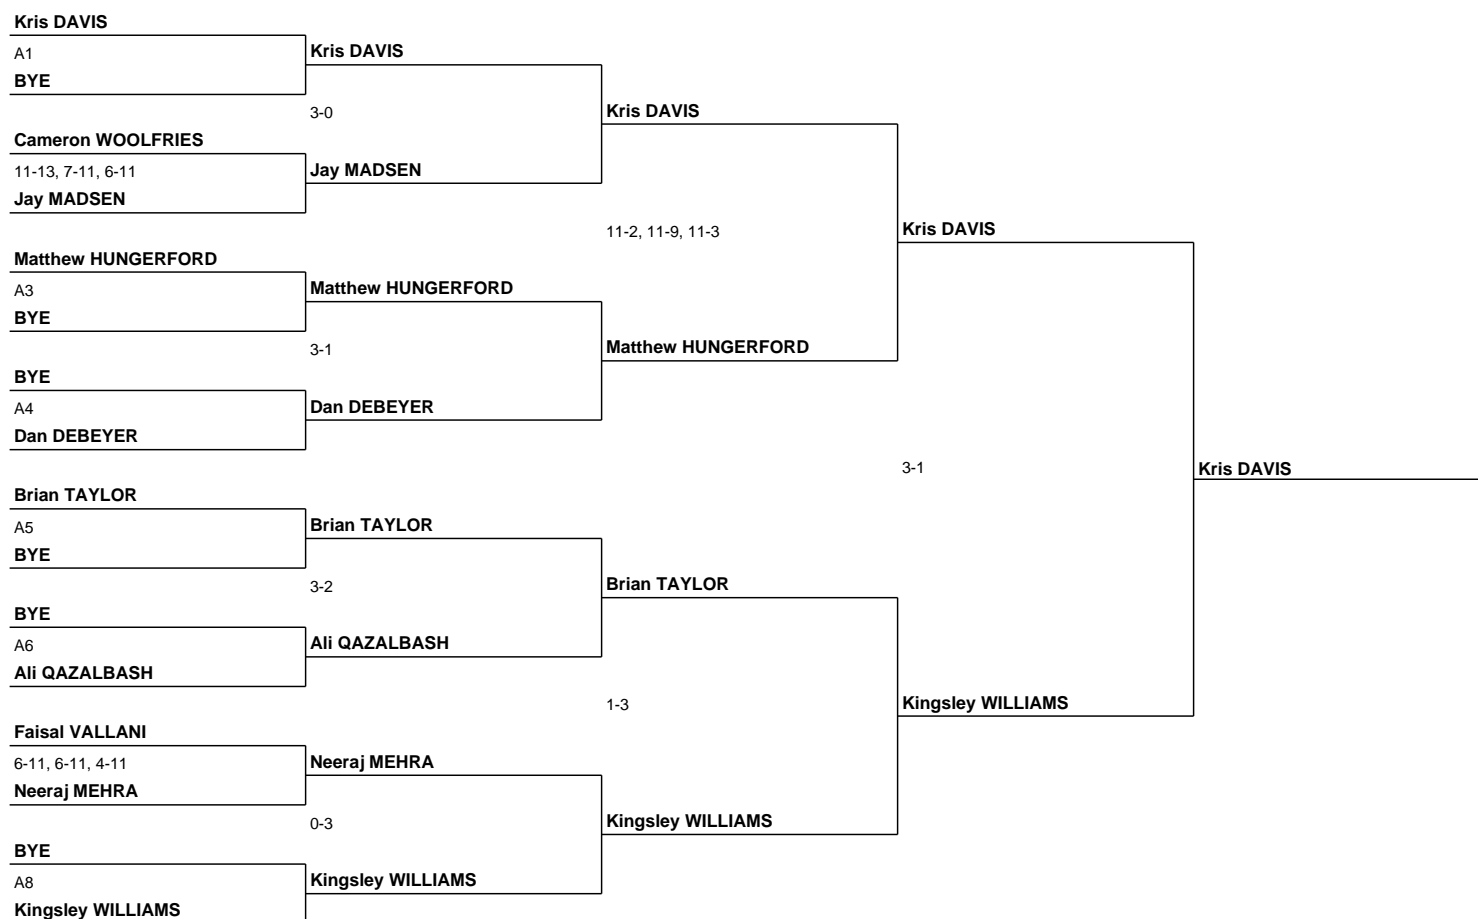 Kris DAVIS
A1
BYE
Cameron WOOLFRIES
11-13, 7-11, 6-11
Jay MADSEN
Matthew HUNGERFORD
A3
BYE
BYE
A4
Dan DEBEYER
Brian TAYLOR
A5
BYE
BYE
A6
Ali QAZALBASH
Faisal VALLANI
6-11, 6-11, 4-11
Neeraj MEHRA
BYE
A8
Kingsley WILLIAMS
Kris DAVIS
3-0
Jay MADSEN
Matthew HUNGERFORD
3-1
Dan DEBEYER
Brian TAYLOR
3-2
Ali QAZALBASH
Neeraj MEHRA
0-3
Kingsley WILLIAMS
Kris DAVIS
11-2, 11-9, 11-3
Matthew HUNGERFORD
Brian TAYLOR
1-3
Kingsley WILLIAMS
Kris DAVIS
3-1
Kingsley WILLIAMS
Kris DAVIS